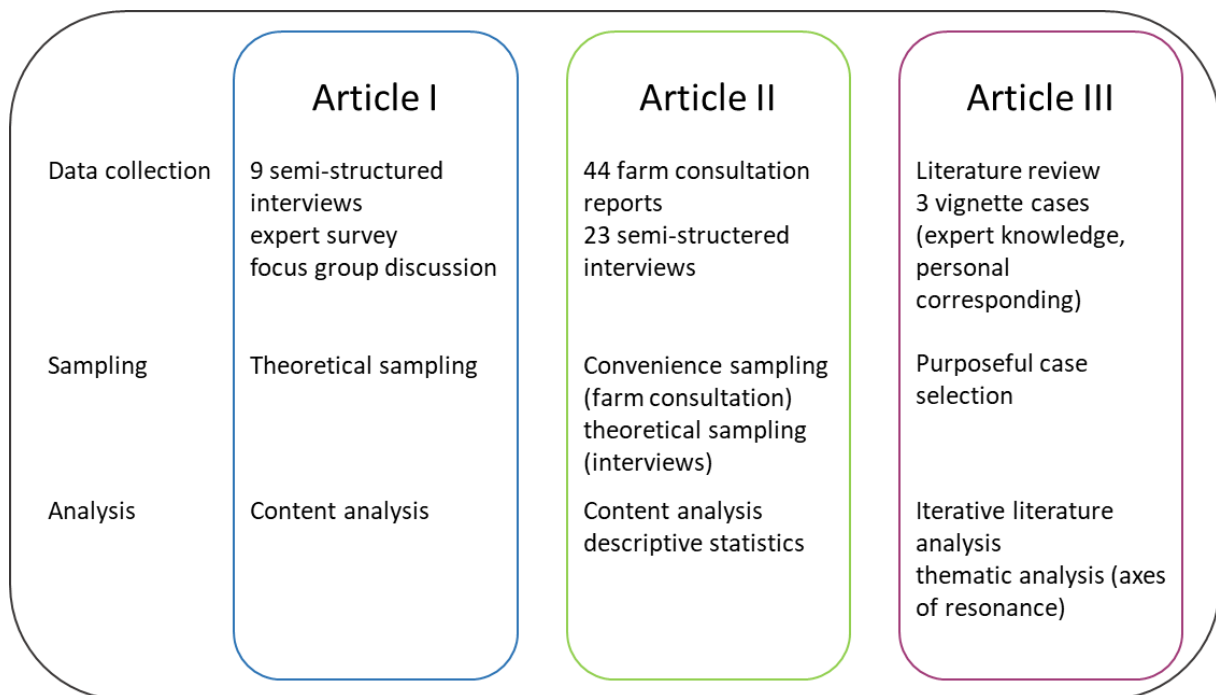 Article I
Article II
Article III
Data collection
9 semi-structured
interviews
expert survey
focus group discussion
44 farm consultation
reports
23 semi-structered
interviews
Literature review
3 vignette cases
(expert knowledge,
personal
corresponding)
Sampling
Theoretical sampling
Convenience sampling
(farm consultation)
theoretical sampling
(interviews)
Purposeful case
selection
Analysis
Content analysis
Content analysis
descriptive statistics
Iterative literature
analysis
thematic analysis (axes
of resonance)